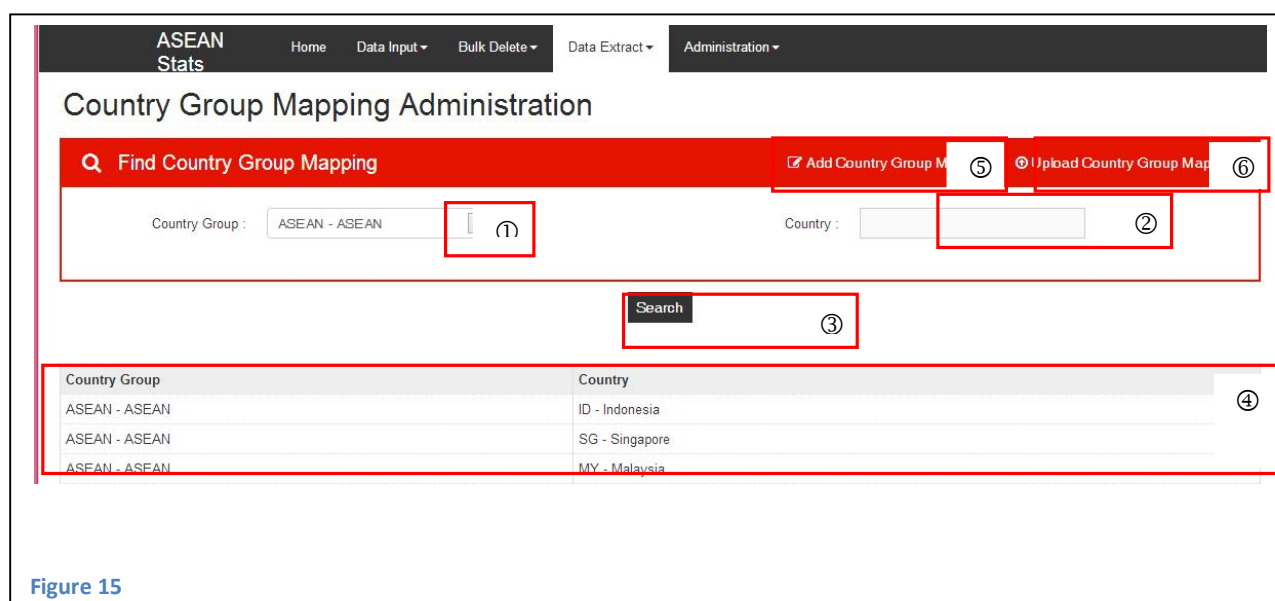 ASEAN Stats Home Data Input Bulk Delete Data Extract Administration
Country Group Mapping Administration
Find Country Group Mapping Add Country Group M ⑤ Upload Country Group Map ⑥
Country Group : ASEAN - ASEAN ① Country : ②
Search ③
Country Group Country ④
ASEAN - ASEAN ID - Indonesia
ASEAN - ASEAN SG - Singapore
ASEAN - ASEAN MY - Malaysia
Figure 15